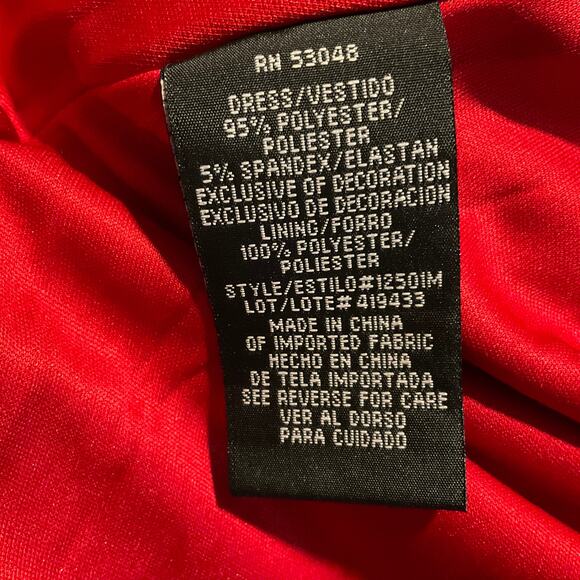 RN 53048
DRESS/VESTIDO
95% POLYESTER/
POLIESTER
5% SPANDEX/ELASTAN
EXCLUSIVE OF DECORATION
EXCLUSIVO DE DECORACION
LINING/FORRO
100% POLYESTER/
POLIESTER
STYLE/ESTILO#12501M
LOT/LOTE# 419433
MADE IN CHINA
OF IMPORTED FABRIC
HECHO EN CHINA
DE TELA IMPORTADA
SEE REVERSE FOR CARE
VER AL DORSO
PARA CUIDADO